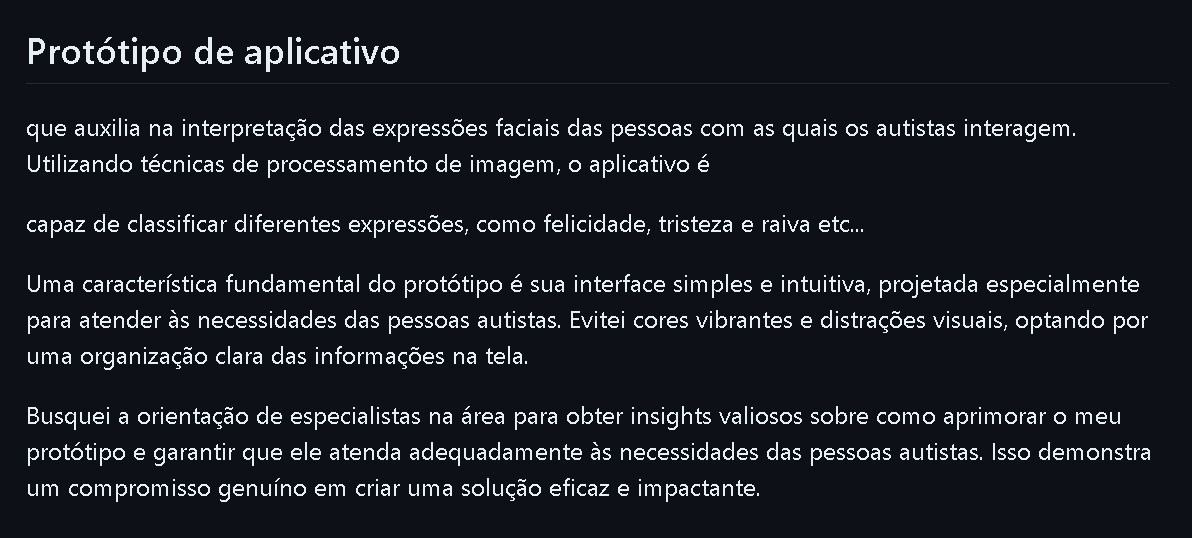 Protótipo de aplicativo
que auxilia na interpretação das expressões faciais das pessoas com as quais os autistas interagem.
Utilizando técnicas de processamento de imagem, o aplicativo é
capaz de classificar diferentes expressões, como felicidade, tristeza e raiva etc...
Uma característica fundamental do protótipo é sua interface simples e intuitiva, projetada especialmente
para atender às necessidades das pessoas autistas. Evitei cores vibrantes e distrações visuais, optando por
uma organização clara das informações na tela.
Busquei a orientação de especialistas na área para obter insights valiosos sobre como aprimorar o meu
protótipo e garantir que ele atenda adequadamente às necessidades das pessoas autistas. Isso demonstra
um compromisso genuíno em criar uma solução eficaz e impactante.